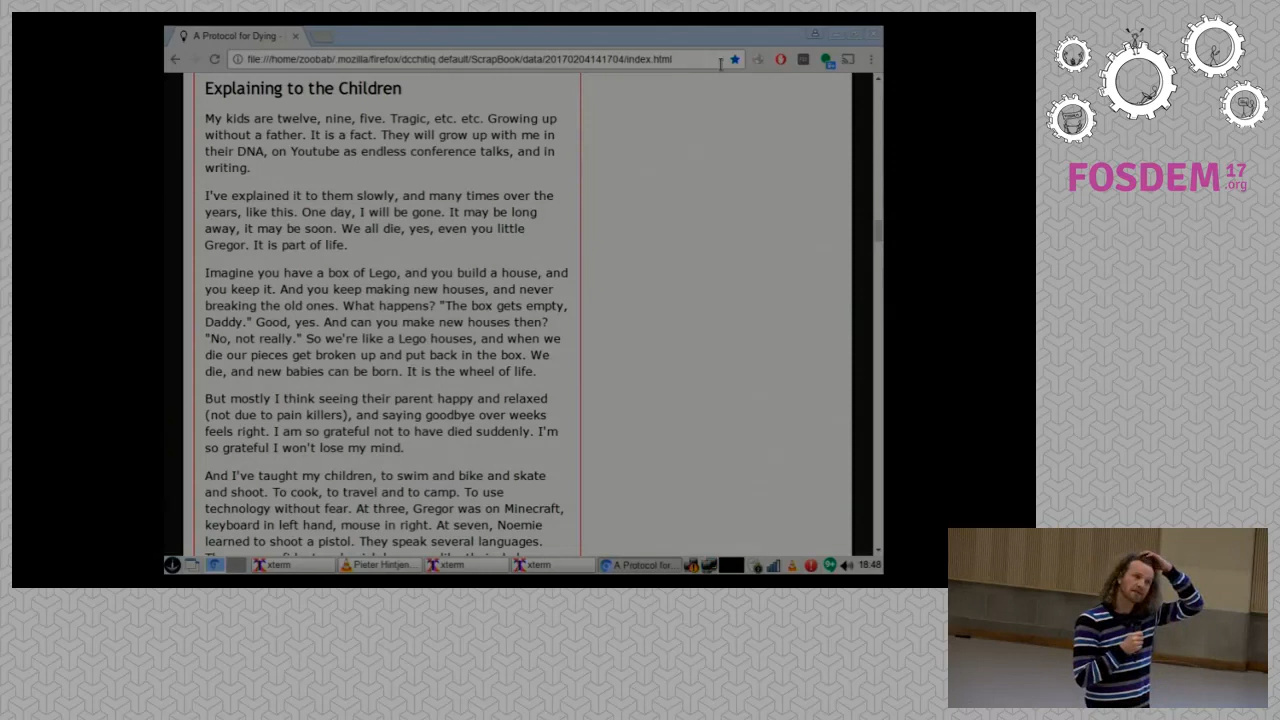 A Protocol for Dying -
file:///home/zoobab/.mozilla/firefox/dcchitiq.default/ScrapBook/data/20170204141704/index.html
Explaining to the Children
My kids are twelve, nine, five. Tragic, etc. etc. Growing up
without a father. It is a fact. They will grow up with me in
their DNA, on Youtube as endless conference talks, and in
writing.
I've explained it to them slowly, and many times over the
years, like this. One day, I will be gone. It may be long
away, it may be soon. We all die, yes, even you little
Gregor. It is part of life.
Imagine you have a box of Lego, and you build a house, and
you keep it. And you keep making new houses, and never
breaking the old ones. What happens? "The box gets empty,
Daddy." Good, yes. And can you make new houses then?
"No, not really." So we're like a Lego houses, and when we
die our pieces get broken up and put back in the box. We
die, and new babies can be born. It is the wheel of life.
But mostly I think seeing their parent happy and relaxed
(not due to pain killers), and saying goodbye over weeks
feels right. I am so grateful not to have died suddenly. I'm
so grateful I won't lose my mind.
And I've taught my children, to swim and bike and skate
and shoot. To cook, to travel and to camp. To use
technology without fear. At three, Gregor was on Minecraft,
keyboard in left hand, mouse in right. At seven, Noemie
learned to shoot a pistol. They speak several languages.
xterm
Pieter Hintjen...
xterm
xterm
A Protocol for...
9+
18:48
FOSDEM 17
.org